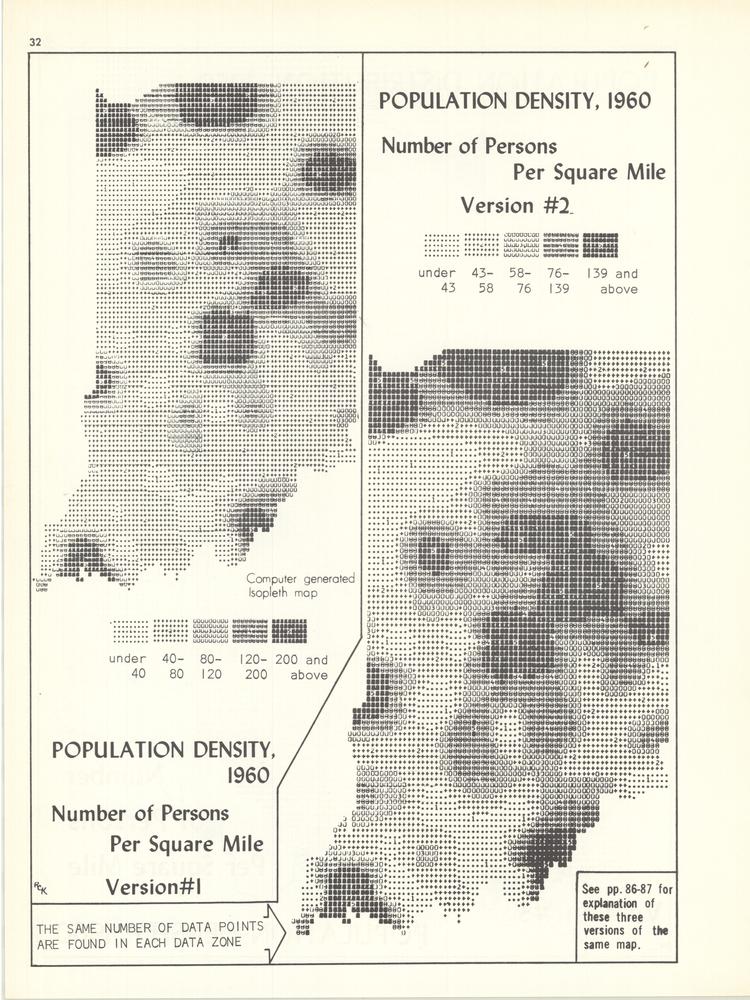 32
POPULATION DENSITY, 1960
Number of Persons
Per Square Mile
Version #2
under 43- 58- 76- 139 and
43 58 76 139 above
Computer generated
Isopleth map
under 40- 80- 120- 200 and
40 80 120 200 above
POPULATION DENSITY,
1960
Number of Persons
Per Square Mile
Version#1
RCK
THE SAME NUMBER OF DATA POINTS
ARE FOUND IN EACH DATA ZONE
See pp. 86-87 for
explanation of
these three
versions of the
same map.